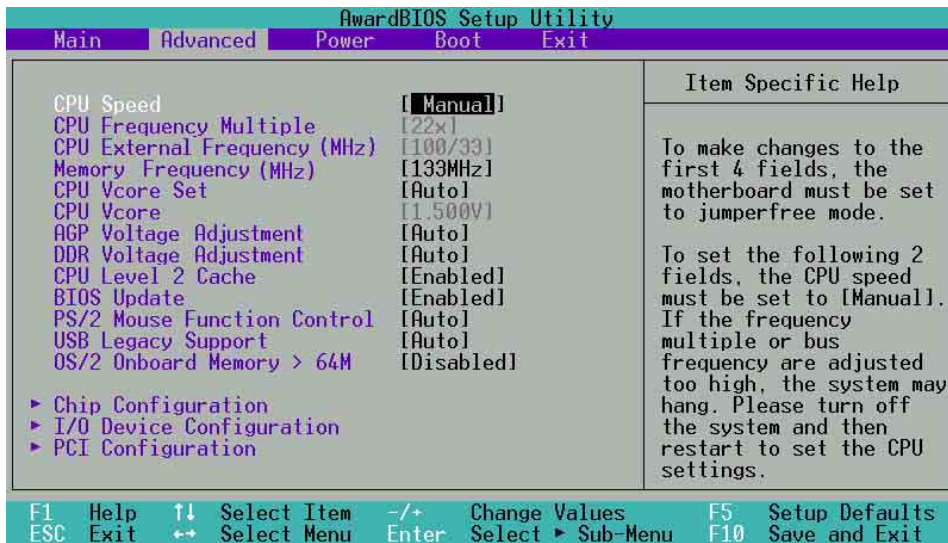 AwardBIOS Setup Utility
Main Advanced Power Boot Exit
CPU Speed [ Manual]
CPU Frequency Multiple [22x]
CPU External Frequency (MHz) [100/33]
Memory Frequency (MHz) [133MHz]
CPU Vcore Set [Auto]
CPU Vcore [1.500V]
AGP Voltage Adjustment [Auto]
DDR Voltage Adjustment [Auto]
CPU Level 2 Cache [Enabled]
BIOS Update [Enabled]
PS/2 Mouse Function Control [Auto]
USB Legacy Support [Auto]
OS/2 Onboard Memory > 64M [Disabled]
► Chip Configuration
► I/O Device Configuration
► PCI Configuration
Item Specific Help
To make changes to the
first 4 fields, the
motherboard must be set
to jumperfree mode.
To set the following 2
fields, the CPU speed
must be set to [Manual].
If the frequency
multiple or bus
frequency are adjusted
too high, the system may
hang. Please turn off
the system and then
restart to set the CPU
settings.
F1 Help ↑↓ Select Item -/+ Change Values F5 Setup Defaults
ESC Exit ←→ Select Menu Enter Select ► Sub-Menu F10 Save and Exit